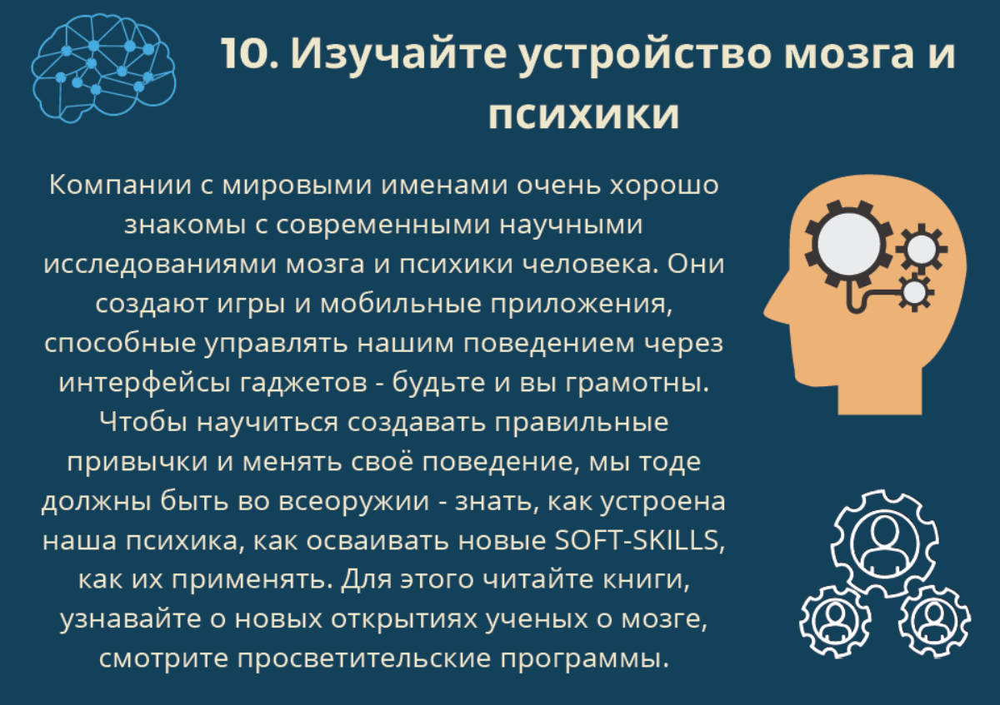 10. Изучайте устройство мозга и
психики
Компании с мировыми именами очень хорошо
знакомы с современными научными
исследованиями мозга и психики человека. Они
создают игры и мобильные приложения,
способные управлять нашим поведением через
интерфейсы гаджетов - будьте и вы грамотны.
Чтобы научиться создавать правильные
привычки и менять своё поведение, мы тоде
должны быть во всеоружии - знать, как устроена
наша психика, как осваивать новые SOFT-SKILLS,
как их применять. Для этого читайте книги,
узнавайте о новых открытиях ученых о мозге,
смотрите просветительские программы.